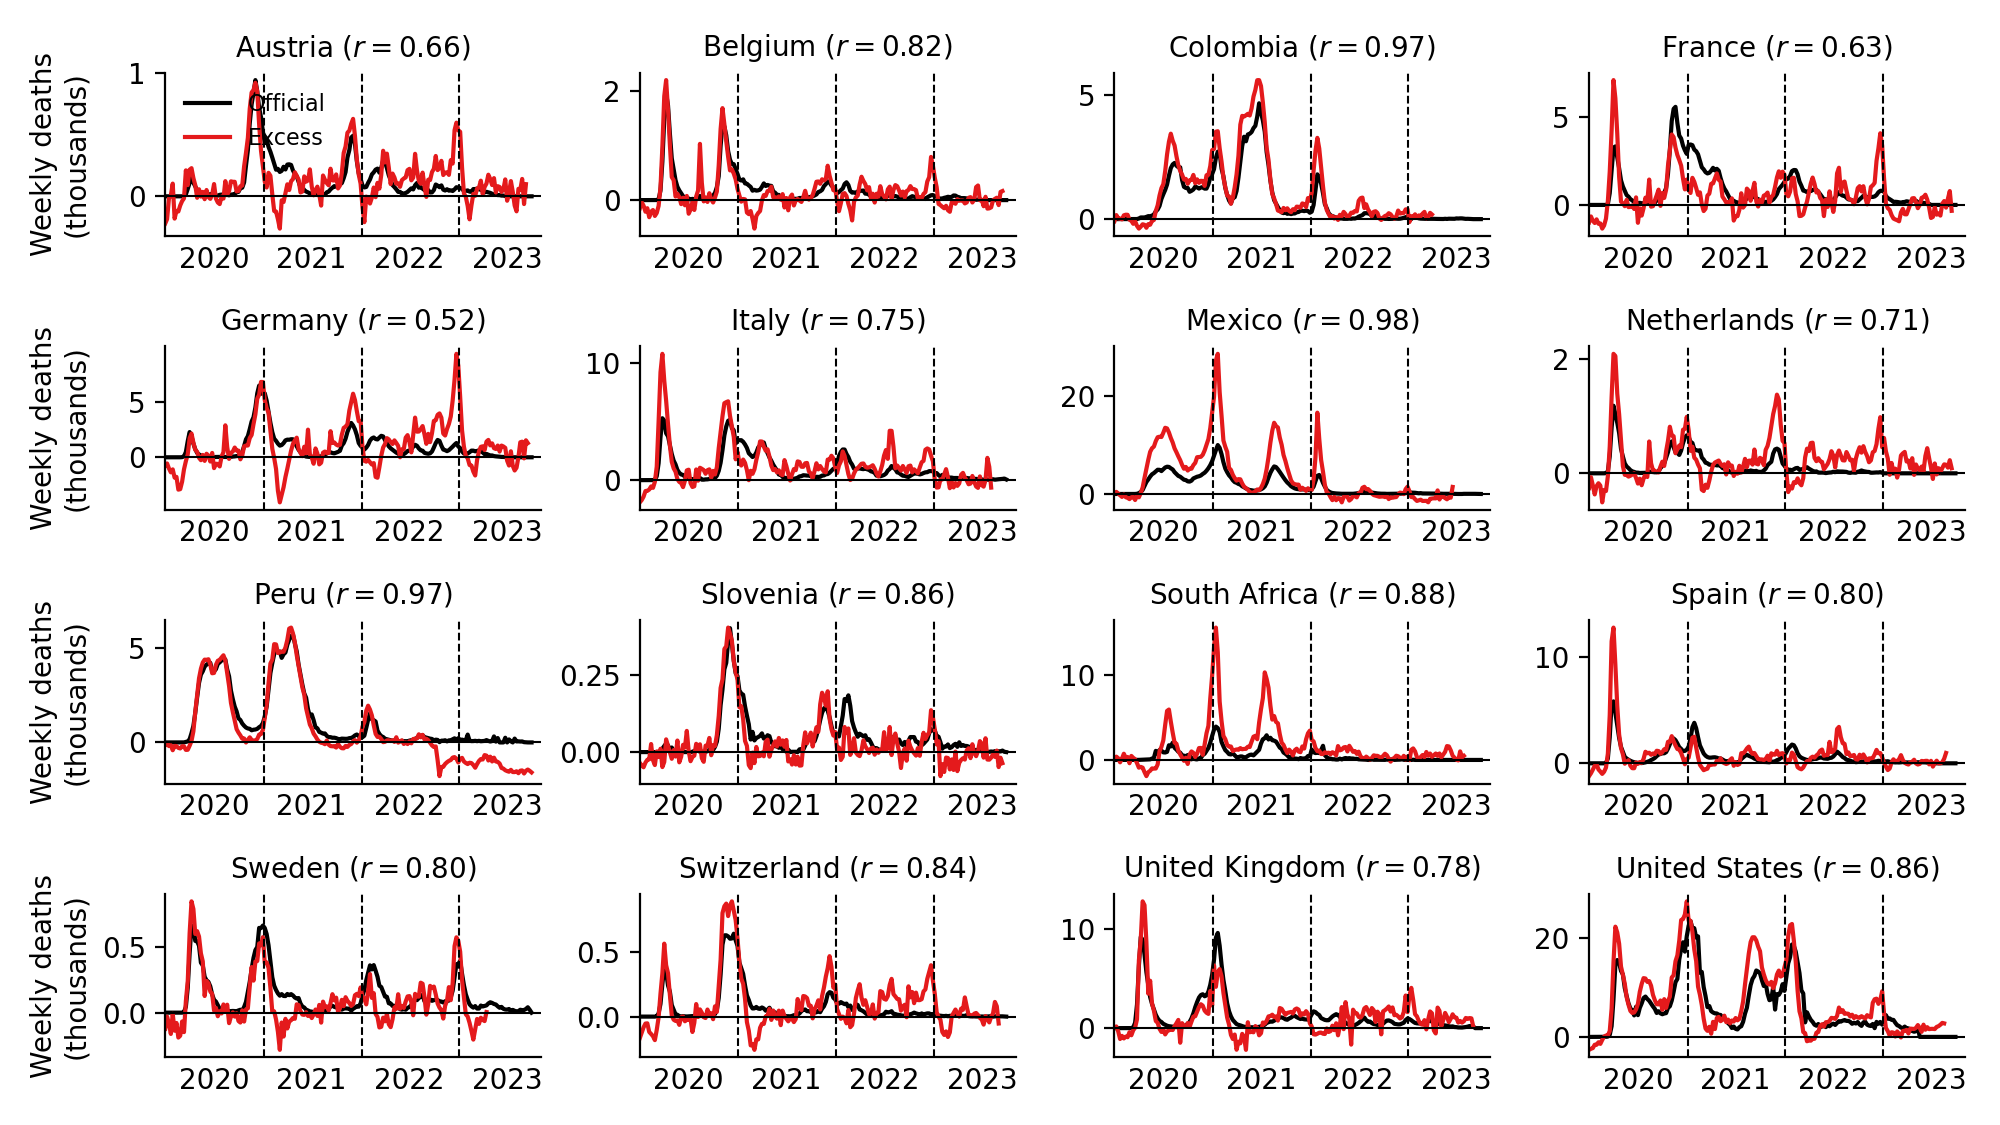 Austria (r = 0.66)
Belgium (r = 0.82)
Colombia (r = 0.97)
France (r = 0.63)
Weekly deaths
(thousands)
1
0
Official
Excess
2
0
5
0
5
0
2020 2021 2022 2023
2020 2021 2022 2023
2020 2021 2022 2023
2020 2021 2022 2023
Germany (r = 0.52)
Italy (r = 0.75)
Mexico (r = 0.98)
Netherlands (r = 0.71)
Weekly deaths
(thousands)
5
0
10
0
20
0
2
0
2020 2021 2022 2023
2020 2021 2022 2023
2020 2021 2022 2023
2020 2021 2022 2023
Peru (r = 0.97)
Slovenia (r = 0.86)
South Africa (r = 0.88)
Spain (r = 0.80)
Weekly deaths
(thousands)
5
0
0.25
0.00
10
0
10
0
2020 2021 2022 2023
2020 2021 2022 2023
2020 2021 2022 2023
2020 2021 2022 2023
Sweden (r = 0.80)
Switzerland (r = 0.84)
United Kingdom (r = 0.78)
United States (r = 0.86)
Weekly deaths
(thousands)
0.5
0.0
0.5
0.0
10
0
20
0
2020 2021 2022 2023
2020 2021 2022 2023
2020 2021 2022 2023
2020 2021 2022 2023